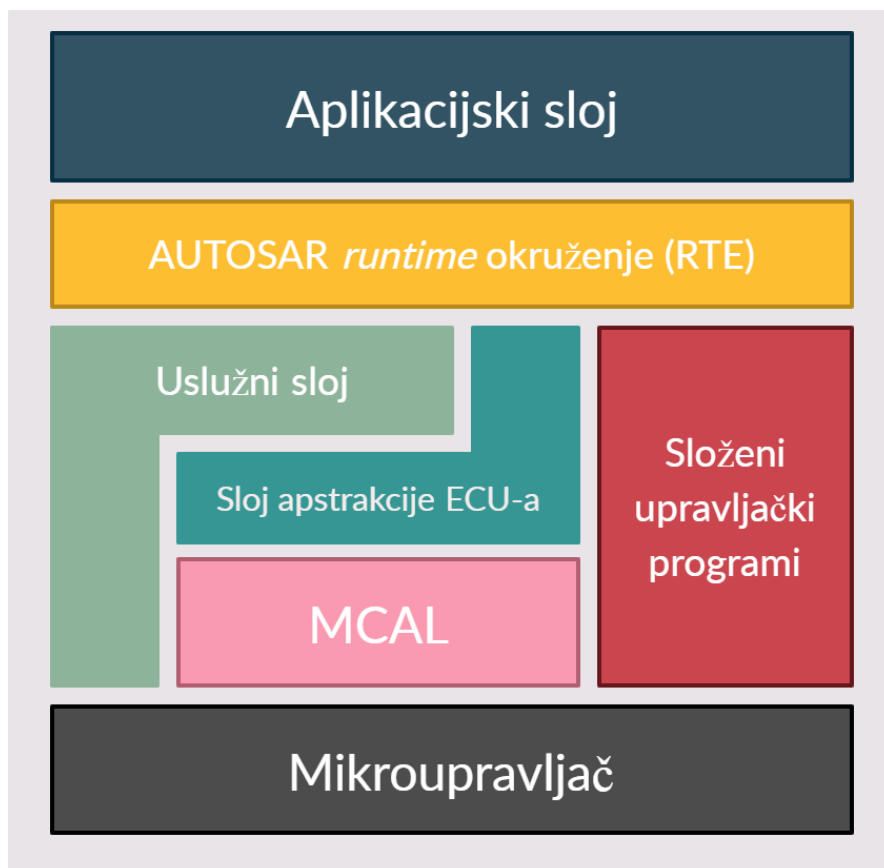 Aplikacijski sloj
AUTOSAR runtime okruženje (RTE)
Uslužni sloj
Sloj apstrakcije ECU-a
MCAL
Složeni
upravljački
programi
Mikroupravljač